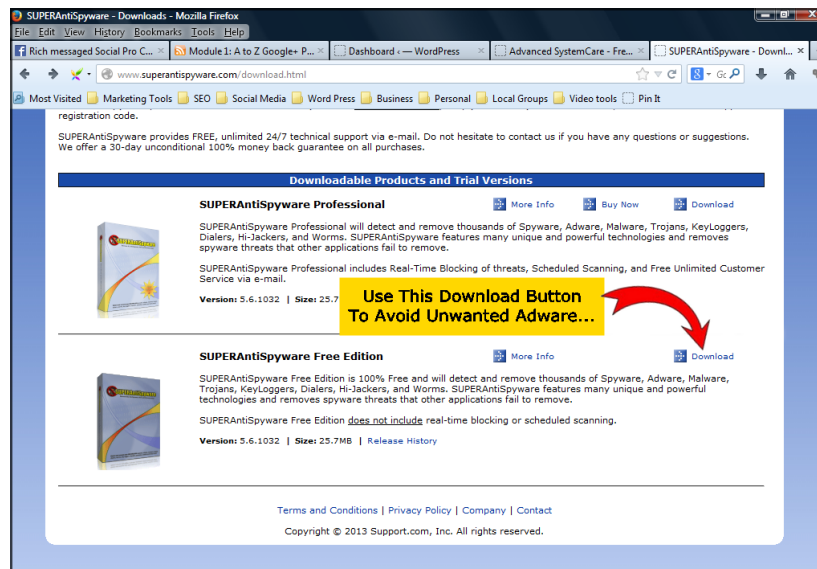 SUPERAntiSpyware - Downloads - Mozilla Firefox
File Edit View History Bookmarks Tools Help
Rich messaged Social Pro C... × Module 1: A to Z Google+ P... × Dashboard ‹ — WordPress × Advanced SystemCare - Fre... × SUPERAntiSpyware - Downl... ×
www.superantispyware.com/download.html
Most Visited Marketing Tools SEO Social Media Word Press Business Personal Local Groups Video tools Pin It
registration code.
SUPERAntiSpyware provides FREE, unlimited 24/7 technical support via e-mail. Do not hesitate to contact us if you have any questions or suggestions.
We offer a 30-day unconditional 100% money back guarantee on all purchases.
Downloadable Products and Trial Versions
SUPERAntiSpyware Professional More Info Buy Now Download
SUPERAntiSpyware Professional will detect and remove thousands of Spyware, Adware, Malware, Trojans, KeyLoggers,
Dialers, Hi-Jackers, and Worms. SUPERAntiSpyware features many unique and powerful technologies and removes
spyware threats that other applications fail to remove.
SUPERAntiSpyware Professional includes Real-Time Blocking of threats, Scheduled Scanning, and Free Unlimited Customer
Service via e-mail.
Version: 5.6.1032 | Size: 25.7
Use This Download Button
To Avoid Unwanted Adware...
SUPERAntiSpyware Free Edition More Info Download
SUPERAntiSpyware Free Edition is 100% Free and will detect and remove thousands of Spyware, Adware, Malware,
Trojans, KeyLoggers, Dialers, Hi-Jackers, and Worms. SUPERAntiSpyware features many unique and powerful
technologies and removes spyware threats that other applications fail to remove.
SUPERAntiSpyware Free Edition does not include real-time blocking or scheduled scanning.
Version: 5.6.1032 | Size: 25.7MB | Release History
Terms and Conditions | Privacy Policy | Company | Contact
Copyright © 2013 Support.com, Inc. All rights reserved.